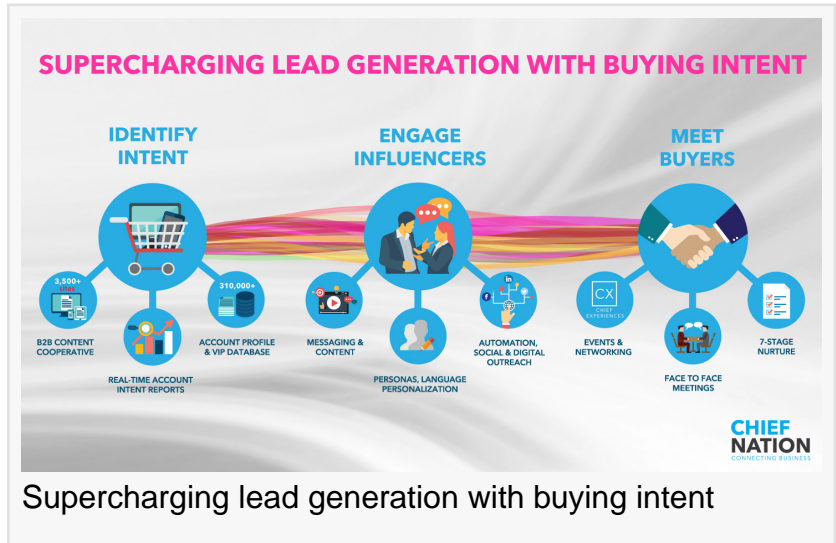 SUPERCHARGING LEAD GENERATION WITH BUYING INTENT
IDENTIFY
INTENT
3,500+
SITES
B2B CONTENT
COOPERATIVE
REAL-TIME ACCOUNT
INTENT REPORTS
310,000+
ACCOUNT PROFILE
& VIP DATABASE
ENGAGE
INFLUENCERS
MESSAGING &
CONTENT
PERSONAS, LANGUAGE
PERSONALIZATION
in
f
AUTOMATION,
SOCIAL & DIGITAL
OUTREACH
MEET
BUYERS
CX
CHIEF
EXPERIENCES
EVENTS &
NETWORKING
FACE TO FACE
MEETINGS
7-STAGE
NURTURE
CHIEF
NATION
CONNECTING BUSINESS
Supercharging lead generation with buying intent